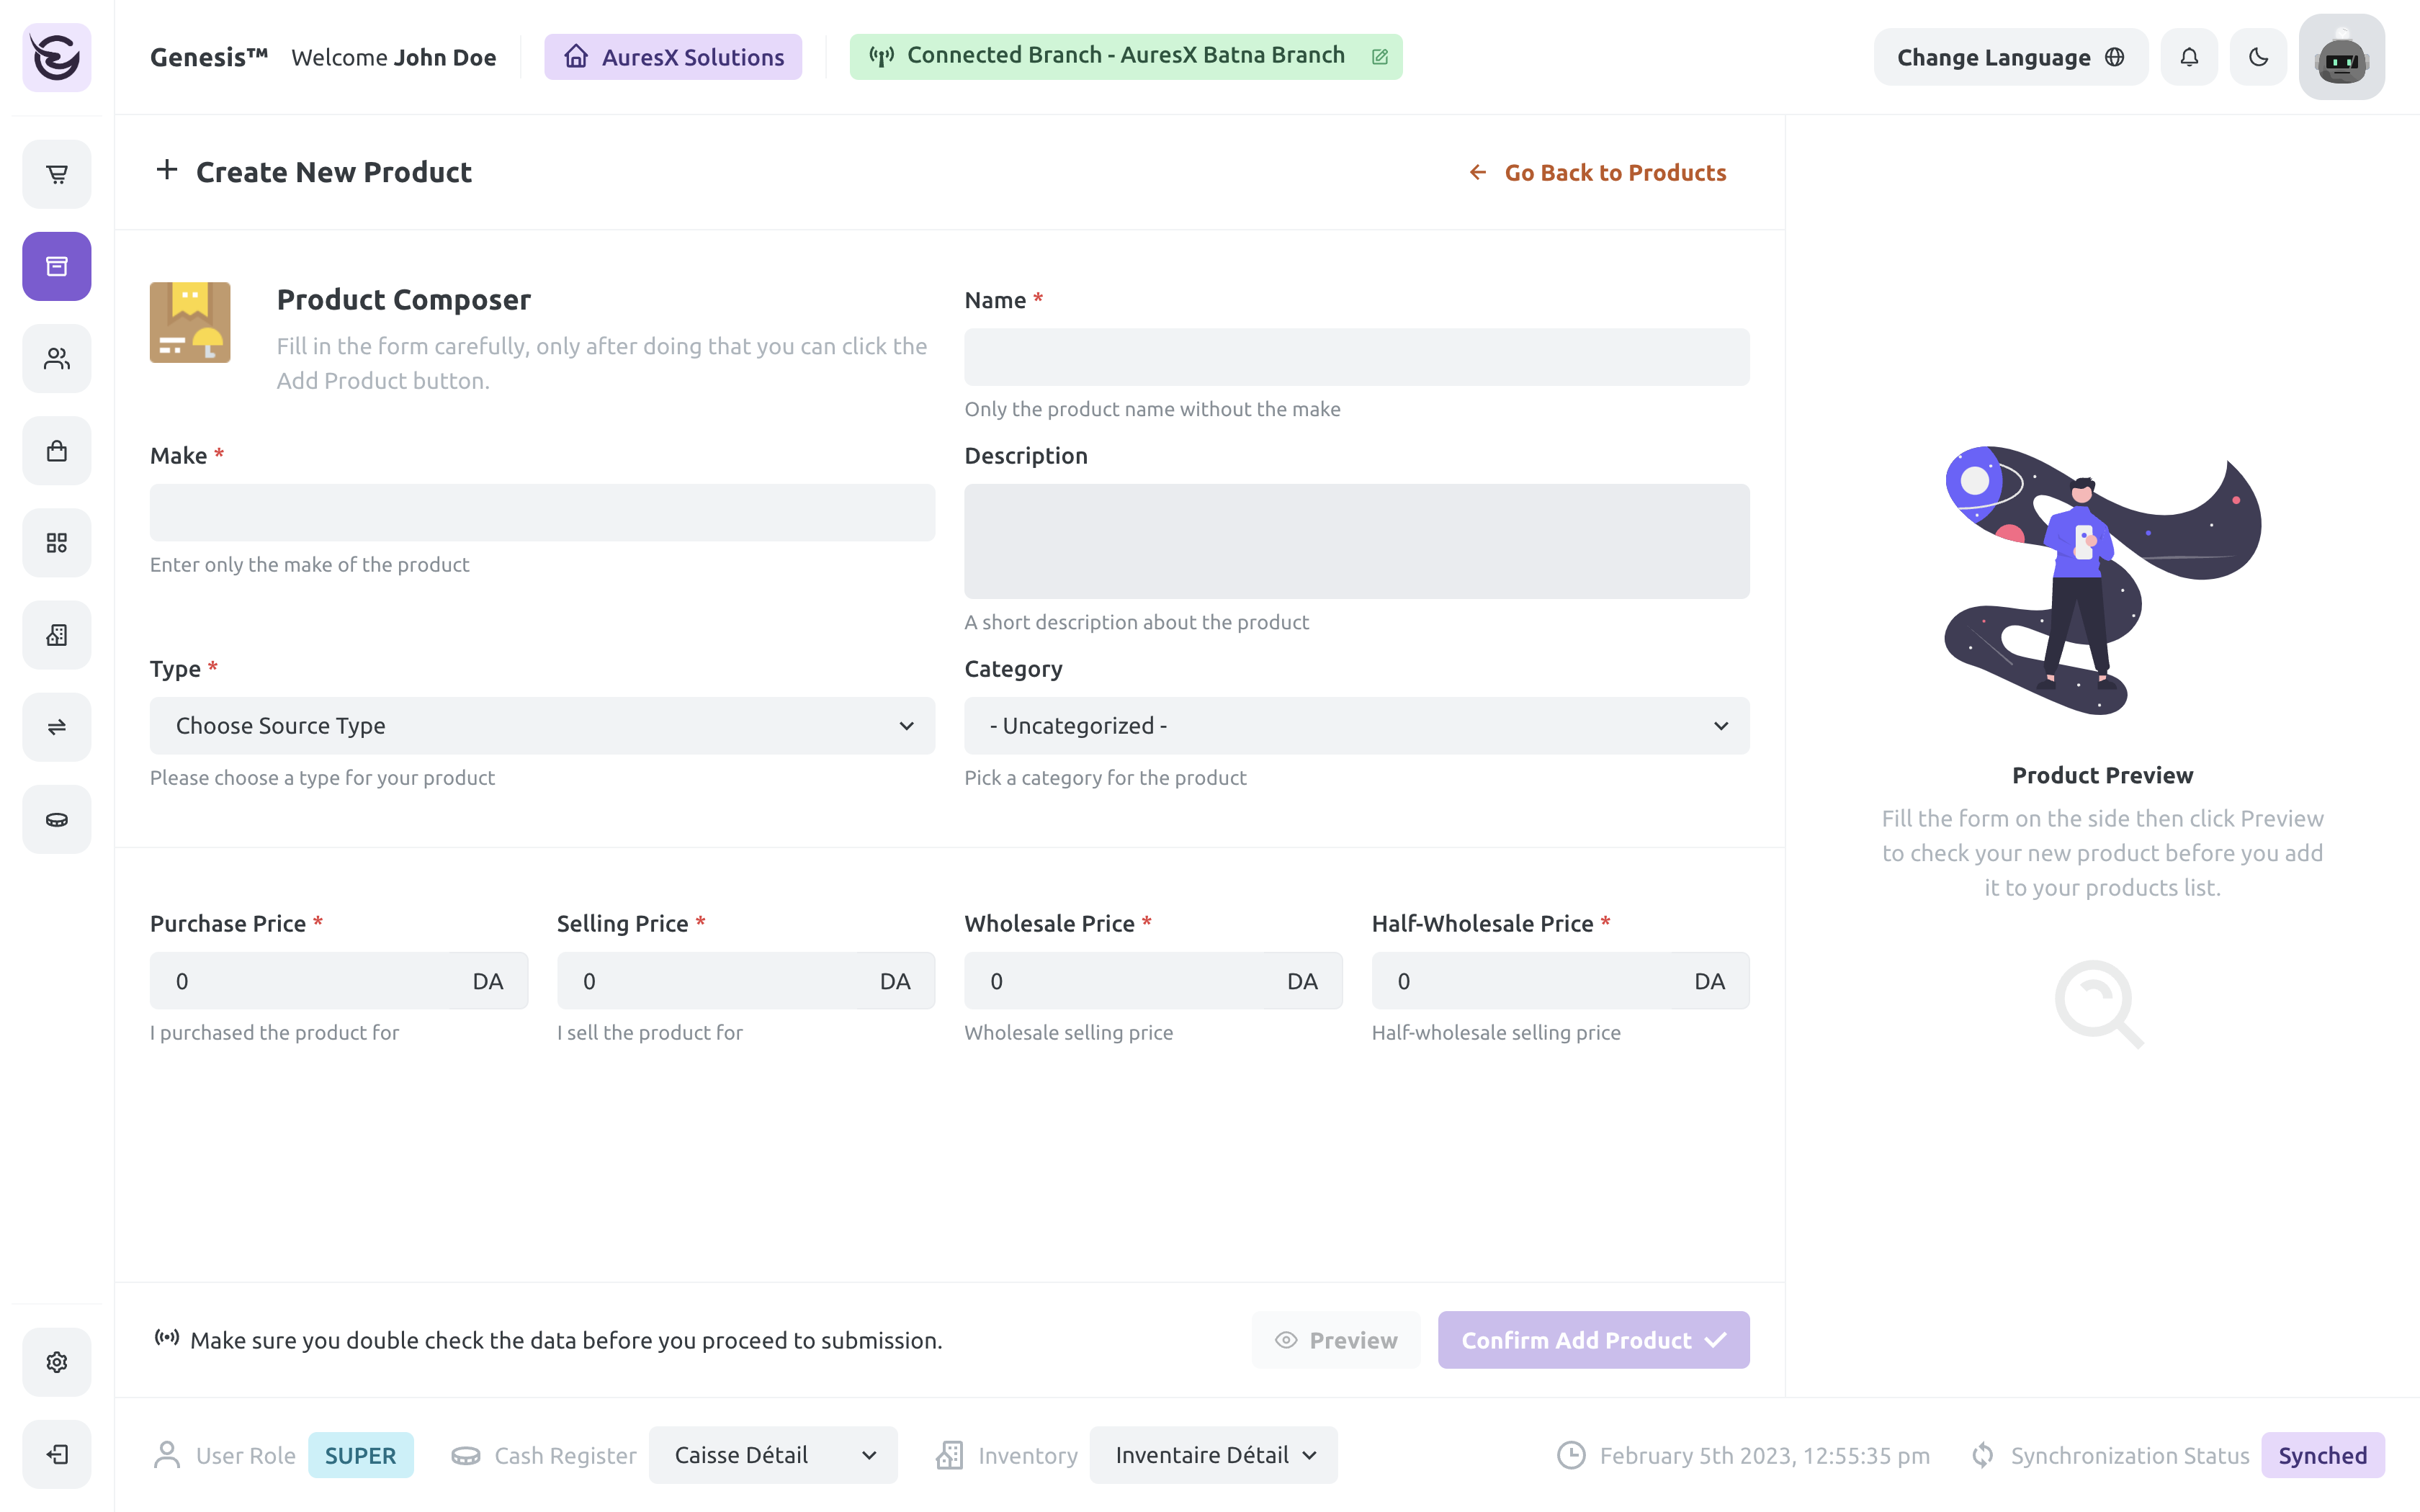 Genesis™ Welcome John Doe
AuresX Solutions
Connected Branch - AuresX Batna Branch
Change Language
Create New Product
Go Back to Products
Product Composer
Fill in the form carefully, only after doing that you can click the
Add Product button.
Name *
Only the product name without the make
Make *
Enter only the make of the product
Description
A short description about the product
Type *
Choose Source Type
Please choose a type for your product
Category
- Uncategorized -
Pick a category for the product
Purchase Price *
0 DA
I purchased the product for
Selling Price *
0 DA
I sell the product for
Wholesale Price *
0 DA
Wholesale selling price
Half-Wholesale Price *
0 DA
Half-wholesale selling price
Product Preview
Fill the form on the side then click Preview
to check your new product before you add
it to your products list.
Make sure you double check the data before you proceed to submission.
Preview
Confirm Add Product
User Role SUPER
Cash Register Caisse Détail
Inventory Inventaire Détail
February 5th 2023, 12:55:35 pm
Synchronization Status Synched